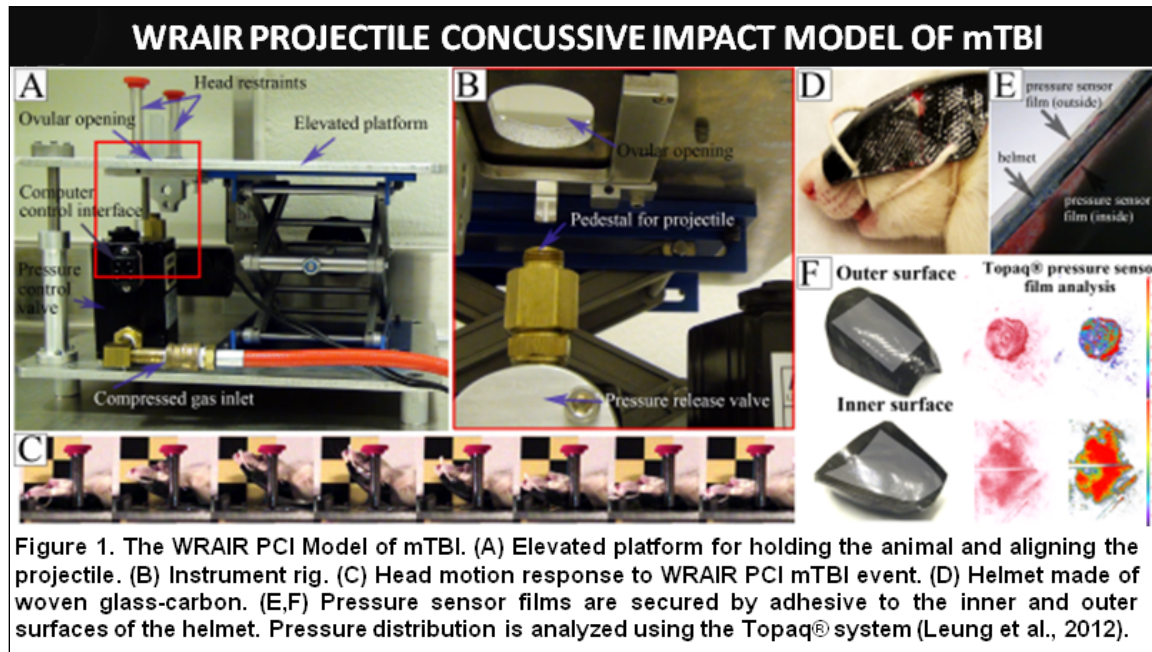 WRAIR PROJECTILE CONCUSSIVE IMPACT MODEL OF mTBI
A
Head restraints
Ovular opening
Elevated platform
Computer
control interface
Pressure
control valve
Compressed gas inlet
B
Ovular opening
Pedestal for projectile
Pressure release valve
C
D
E
pressure sensor
film (outside)
helmet
pressure sensor
film (inside)
F
Outer surface
Inner surface
Topaq® pressure senso
film analysis
Figure 1. The WRAIR PCI Model of mTBI. (A) Elevated platform for holding the animal and aligning the
projectile. (B) Instrument rig. (C) Head motion response to WRAIR PCI mTBI event. (D) Helmet made of
woven glass-carbon. (E,F) Pressure sensor films are secured by adhesive to the inner and outer
surfaces of the helmet. Pressure distribution is analyzed using the Topaq® system (Leung et al., 2012).